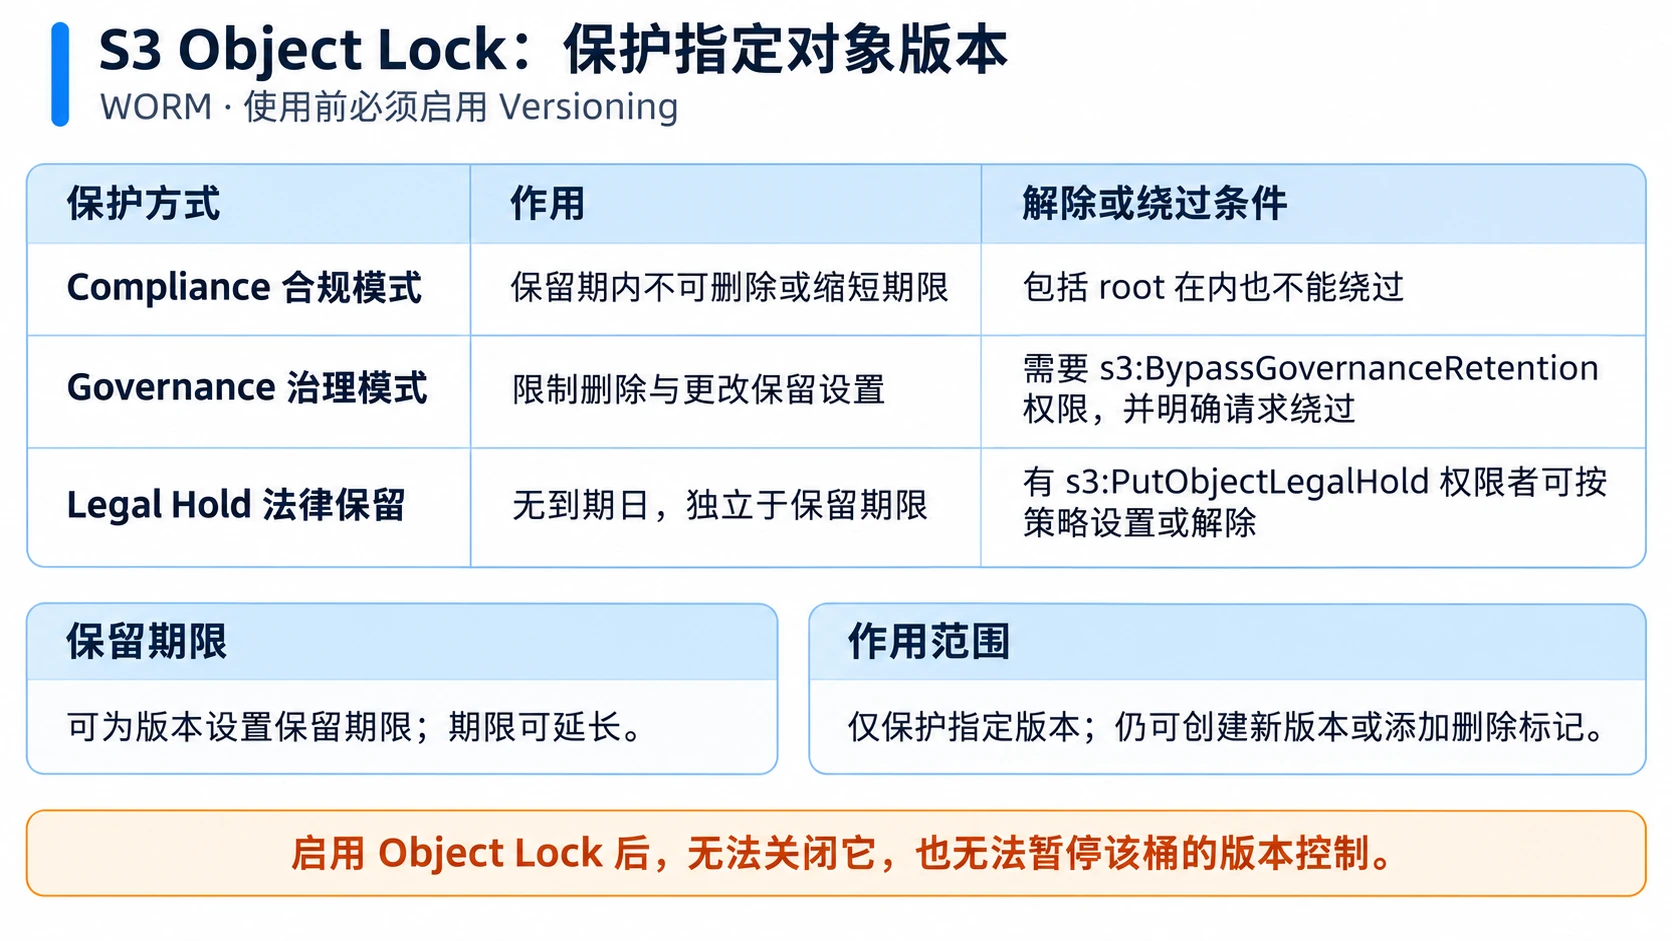 S3 Object Lock：保护指定对象版本
WORM · 使用前必须启用 Versioning
保护方式
作用
解除或绕过条件
Compliance 合规模式
保留期内不可删除或缩短期限
包括 root 在内也不能绕过
Governance 治理模式
限制删除与更改保留设置
需要 s3:BypassGovernanceRetention
权限，并明确请求绕过
Legal Hold 法律保留
无到期日，独立于保留期限
有 s3:PutObjectLegalHold 权限者可按
策略设置或解除
保留期限
可为版本设置保留期限；期限可延长。
作用范围
仅保护指定版本；仍可创建新版本或添加删除标记。
启用 Object Lock 后，无法关闭它，也无法暂停该桶的版本控制。